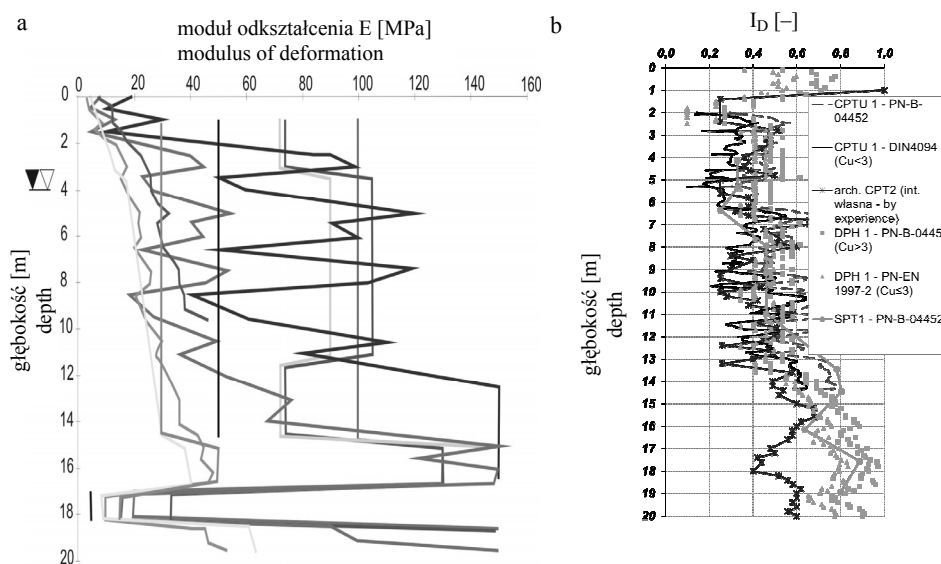 a
moduł odkształcenia E [MPa]
modulus of deformation
0 20 40 60 80 100 120 140 160
0
2
4
6
8
10
12
14
16
18
20
głębokość [m]
depth
b
I_D [–]
0,0 0,2 0,4 0,6 0,8 1,0
0
1
2
3
4
5
6
7
8
9
10
11
12
13
14
15
16
17
18
19
20
głębokość [m]
depth
CPTU 1 - PN-B-
04452
CPTU 1 - DIN4094
(Cu<3)
arch. CPT2 (int.
własna - by
experience)
DPH 1 - PN-B-0445
(Cu>3)
DPH 1 - PN-EN
1997-2 (Cu≤3)
SPT1 - PN-B-04452